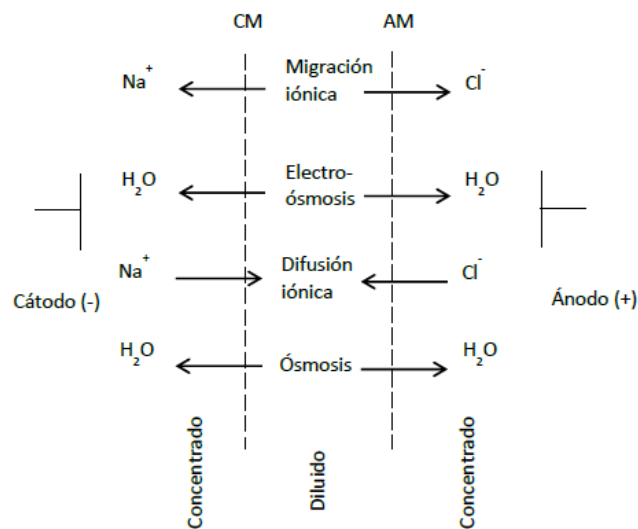 CM
AM
Na⁺
Migración
iónica
Cl⁻
H₂O
Electro-
ósmosis
H₂O
Na⁺
Difusión
iónica
Cl⁻
Cátodo (-)
Ánodo (+)
H₂O
Ósmosis
H₂O
Concentrado
Diluido
Concentrado